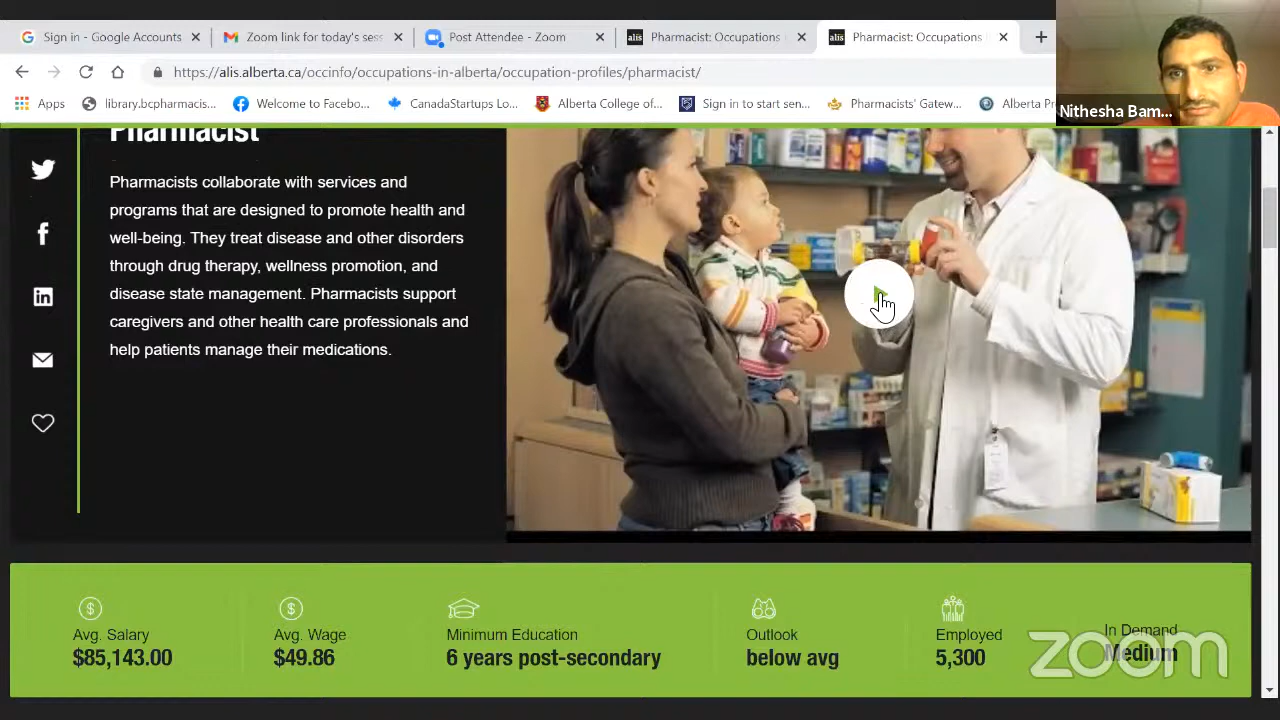 Sign in - Google Accounts
Zoom link for today's sess
Post Attendee - Zoom
alis Pharmacist: Occupations
alis Pharmacist: Occupations
https://alis.alberta.ca/occinfo/occupations-in-alberta/occupation-profiles/pharmacist/
Apps
library.bcpharmacis...
Welcome to Facebo...
CanadaStartups Lo...
Alberta College of...
Sign in to start sen...
Pharmacists' Gatew...
Alberta Pr
Nithesha Bam...
Pharmacist
Pharmacists collaborate with services and
programs that are designed to promote health and
well-being. They treat disease and other disorders
through drug therapy, wellness promotion, and
disease state management. Pharmacists support
caregivers and other health care professionals and
help patients manage their medications.
Avg. Salary
$85,143.00
Avg. Wage
$49.86
Minimum Education
6 years post-secondary
Outlook
below avg
Employed
5,300
In Demand
Medium
zoom